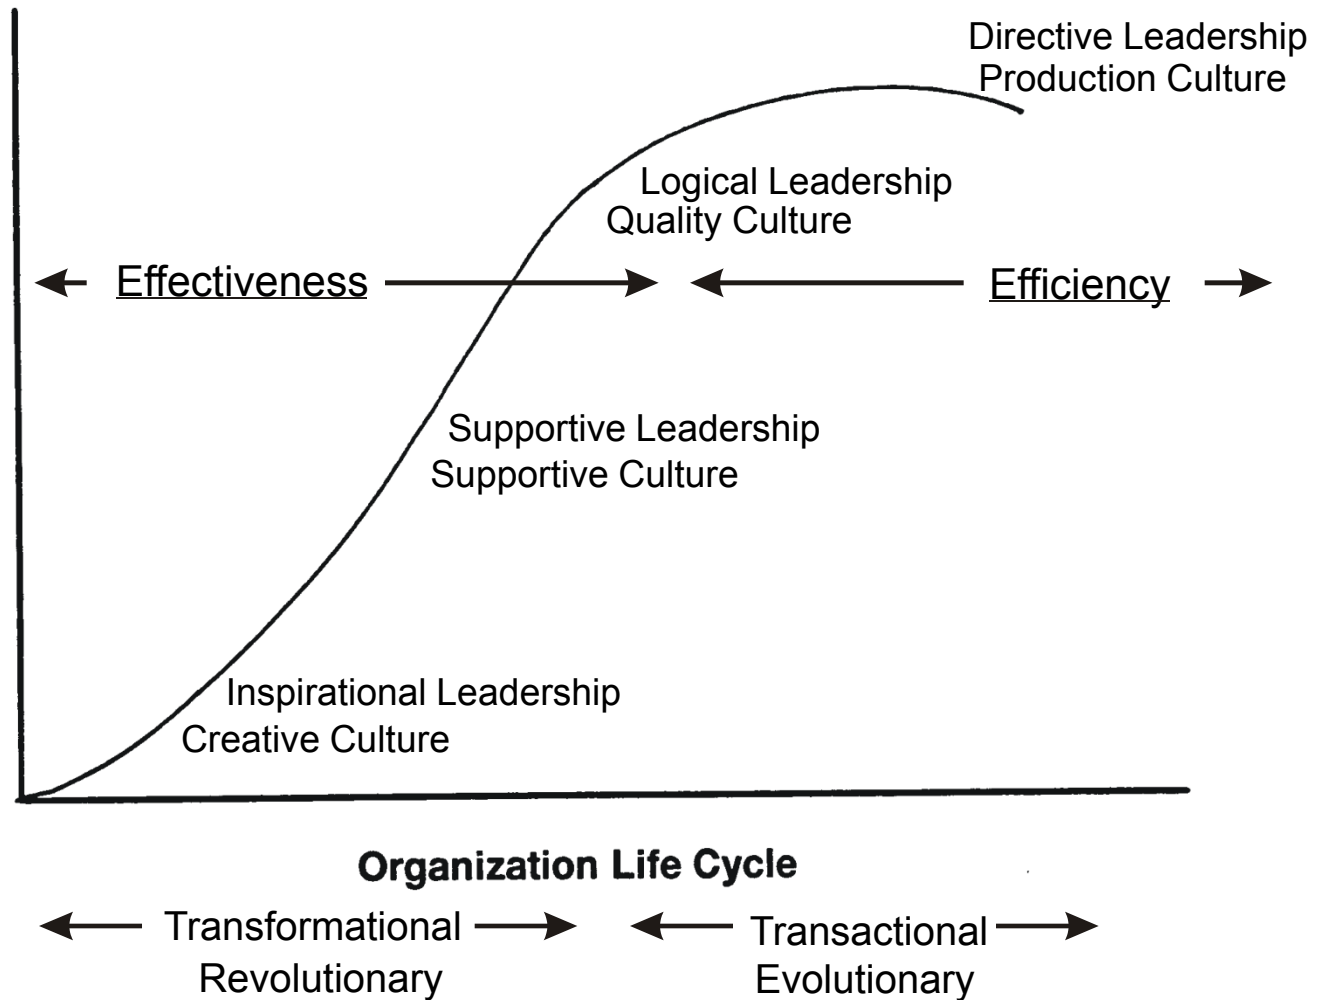 Directive Leadership
Production Culture
Logical Leadership
Quality Culture
Effectiveness
Efficiency
Supportive Leadership
Supportive Culture
Inspirational Leadership
Creative Culture
Organization Life Cycle
Transformational
Revolutionary
Transactional
Evolutionary